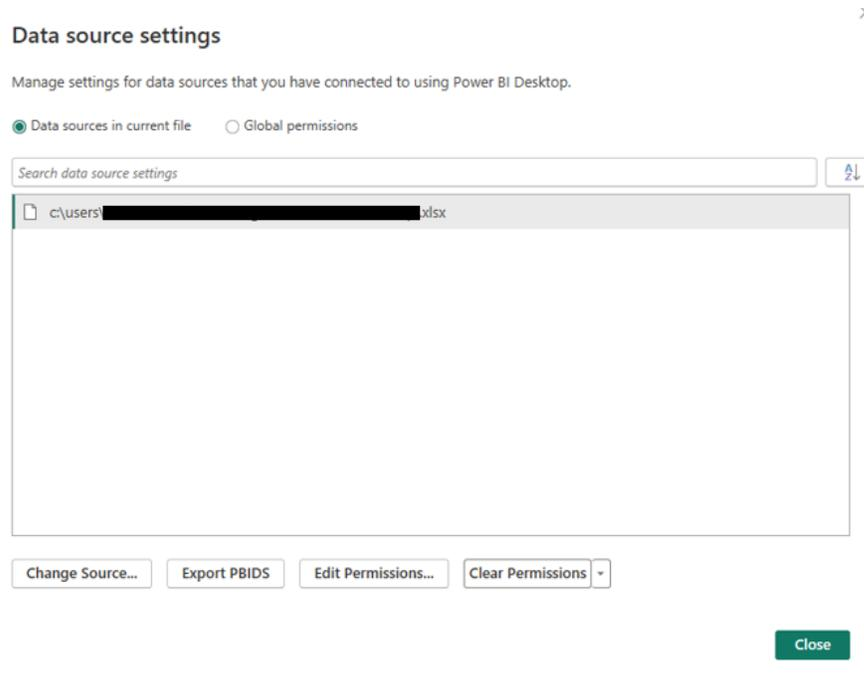 Data source settings
Manage settings for data sources that you have connected to using Power BI Desktop.
Data sources in current file Global permissions
Search data source settings
A
Z
c:\users\ .xlsx
Change Source... Export PBIDS Edit Permissions... Clear Permissions
Close